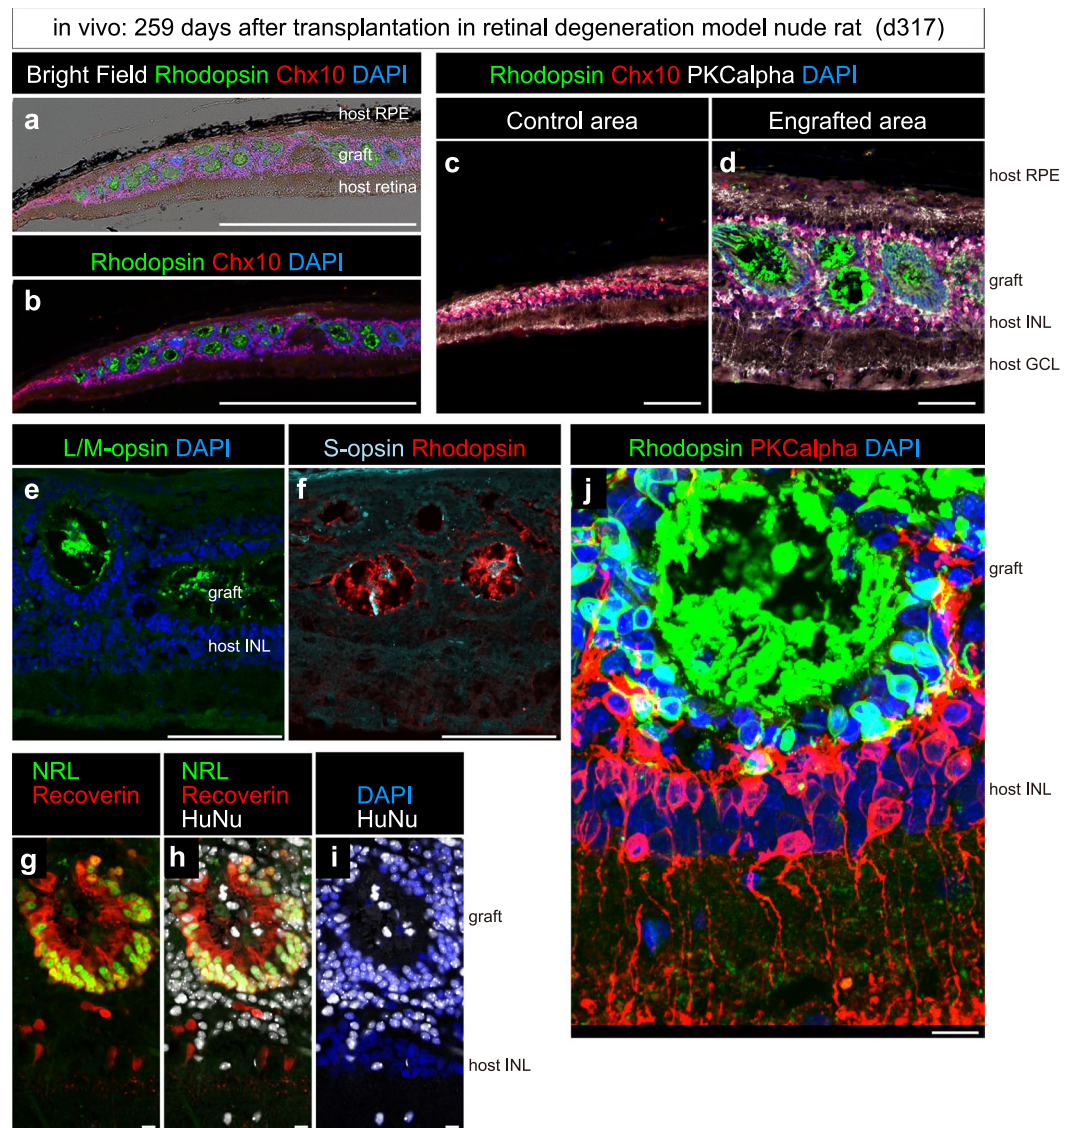 in vivo: 259 days after transplantation in retinal degeneration model nude rat (d317)
Bright Field Rhodopsin Chx10 DAPI
a
host RPE
graft
host retina
Rhodopsin Chx10 DAPI
b
Rhodopsin Chx10 PKCalpha DAPI
Control area
Engrafted area
c
d
host RPE
graft
host INL
host GCL
L/M-opsin DAPI
e
graft
host INL
S-opsin Rhodopsin
f
Rhodopsin PKCalpha DAPI
j
graft
host INL
NRL
Recoverin
g
NRL
Recoverin
HuNu
h
DAPI
HuNu
i
graft
host INL